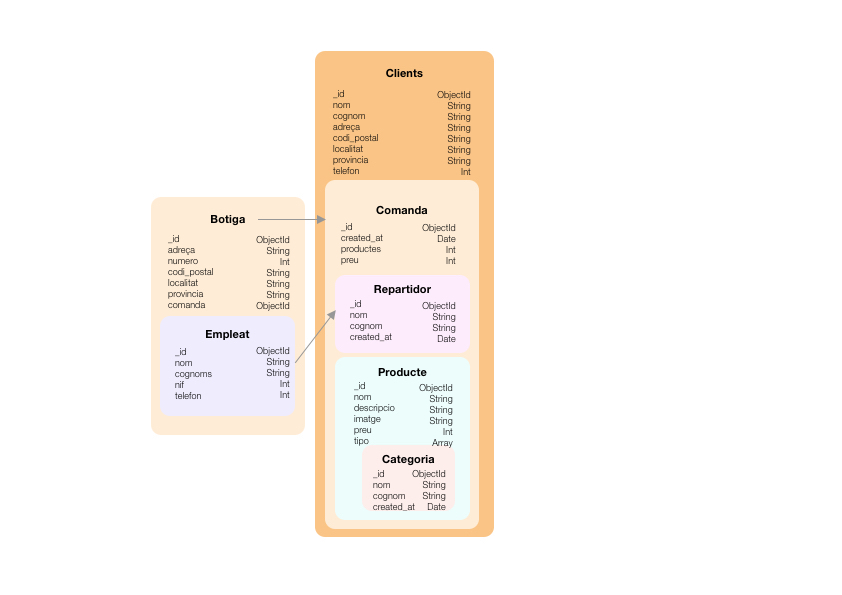 Clients
_id ObjectId
nom String
cognom String
adreça String
codi_postal String
localitat String
provincia String
telefon Int
Comanda
_id ObjectId
created_at Date
productes Int
preu Int
Repartidor
_id ObjectId
nom String
cognom String
created_at Date
Producte
_id ObjectId
nom String
descripcio String
imatge String
preu Int
tipo Array
Categoria
_id ObjectId
nom String
cognom String
created_at Date
Botiga
_id ObjectId
adreça String
numero Int
codi_postal String
localitat String
provincia String
comanda ObjectId
Empleat
_id ObjectId
nom String
cognoms String
nif Int
telefon Int